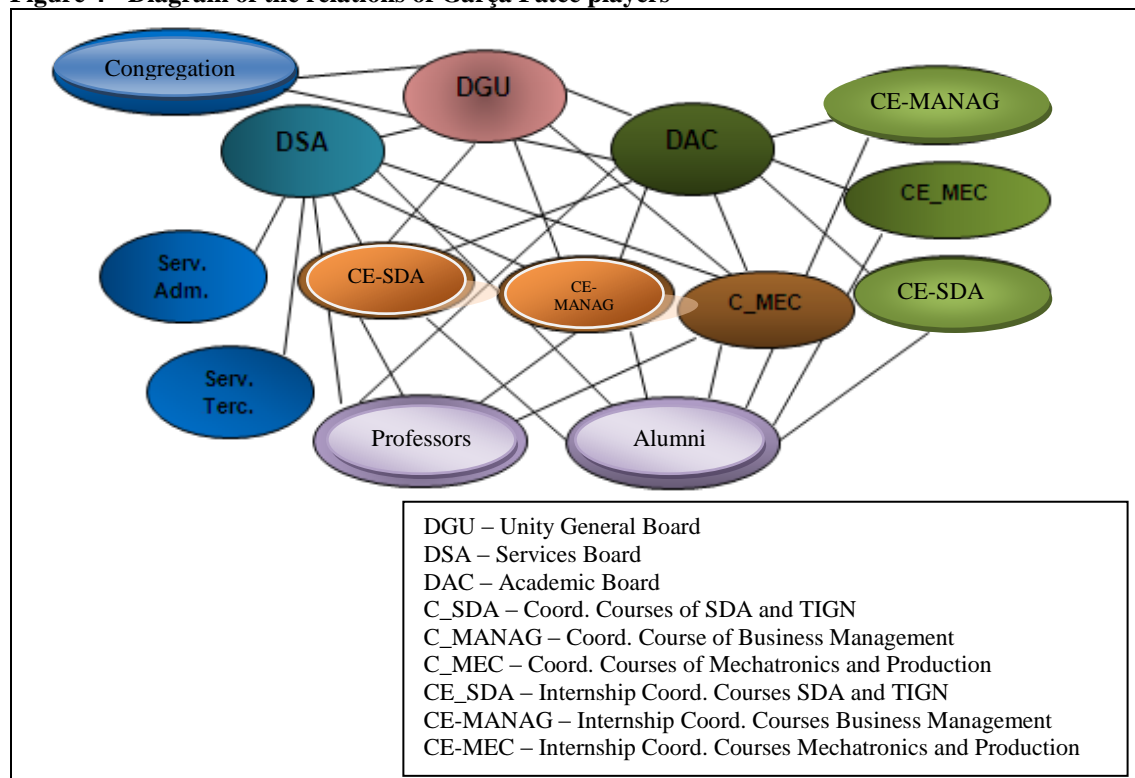 Congregation
DGU
CE-MANAG
DSA
DAC
CE_MEC
Serv.
Adm.
CE-SDA
CE-
MANAG
C_MEC
CE-SDA
Serv.
Terc.
Professors
Alumni
DGU – Unity General Board
DSA – Services Board
DAC – Academic Board
C_SDA – Coord. Courses of SDA and TIGN
C_MANAG – Coord. Course of Business Management
C_MEC – Coord. Courses of Mechatronics and Production
CE_SDA – Internship Coord. Courses SDA and TIGN
CE-MANAG – Internship Coord. Courses Business Management
CE-MEC – Internship Coord. Courses Mechatronics and Production